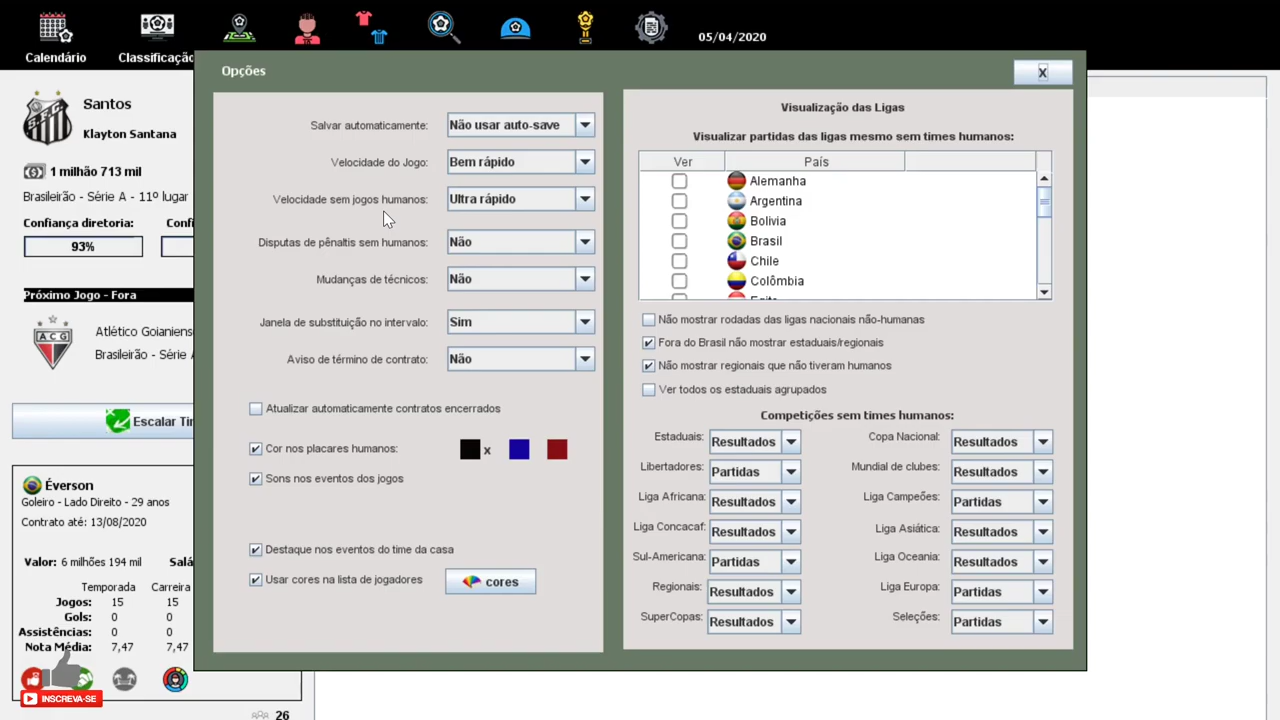 Calendário
Classificação
05/04/2020
Santos
Klayton Santana
1 milhão 713 mil
Brasileirão - Série A - 11º lugar
Confiança diretoria:
93%
Próximo Jogo - Fora
ACG
Atlético Goianiens
Brasileirão - Série A
Escalar Tir
Éverson
Goleiro - Lado Direito - 29 anos
Contrato até: 13/08/2020
Valor: 6 milhões 194 mil
Temporada Carreira
Jogos: 15 15
Gols: 0 0
Assistências: 0 0
Nota Média: 7,47 7,47
INSCREVA-SE
26
Opções
X
Salvar automaticamente: Não usar auto-save
Velocidade do Jogo: Bem rápido
Velocidade sem jogos humanos: Ultra rápido
Disputas de pênaltis sem humanos: Não
Mudanças de técnicos: Não
Janela de substituição no intervalo: Sim
Aviso de término de contrato: Não
Atualizar automaticamente contratos encerrados
Cor nos placares humanos: x
Sons nos eventos dos jogos
Destaque nos eventos do time da casa
Usar cores na lista de jogadores
cores
Visualização das Ligas
Visualizar partidas das ligas mesmo sem times humanos:
Ver País
Alemanha
Argentina
Bolivia
Brasil
Chile
Colômbia
Egito
Não mostrar rodadas das ligas nacionais não-humanas
Fora do Brasil não mostrar estaduais/regionais
Não mostrar regionais que não tiveram humanos
Ver todos os estaduais agrupados
Competições sem times humanos:
Estaduais: Resultados Copa Nacional: Resultados
Libertadores: Partidas Mundial de clubes: Resultados
Liga Africana: Resultados Liga Campeões: Partidas
Liga Concacaf: Resultados Liga Asiática: Resultados
Sul-Americana: Partidas Liga Oceania: Resultados
Regionais: Resultados Liga Europa: Partidas
SuperCopas: Resultados Seleções: Partidas